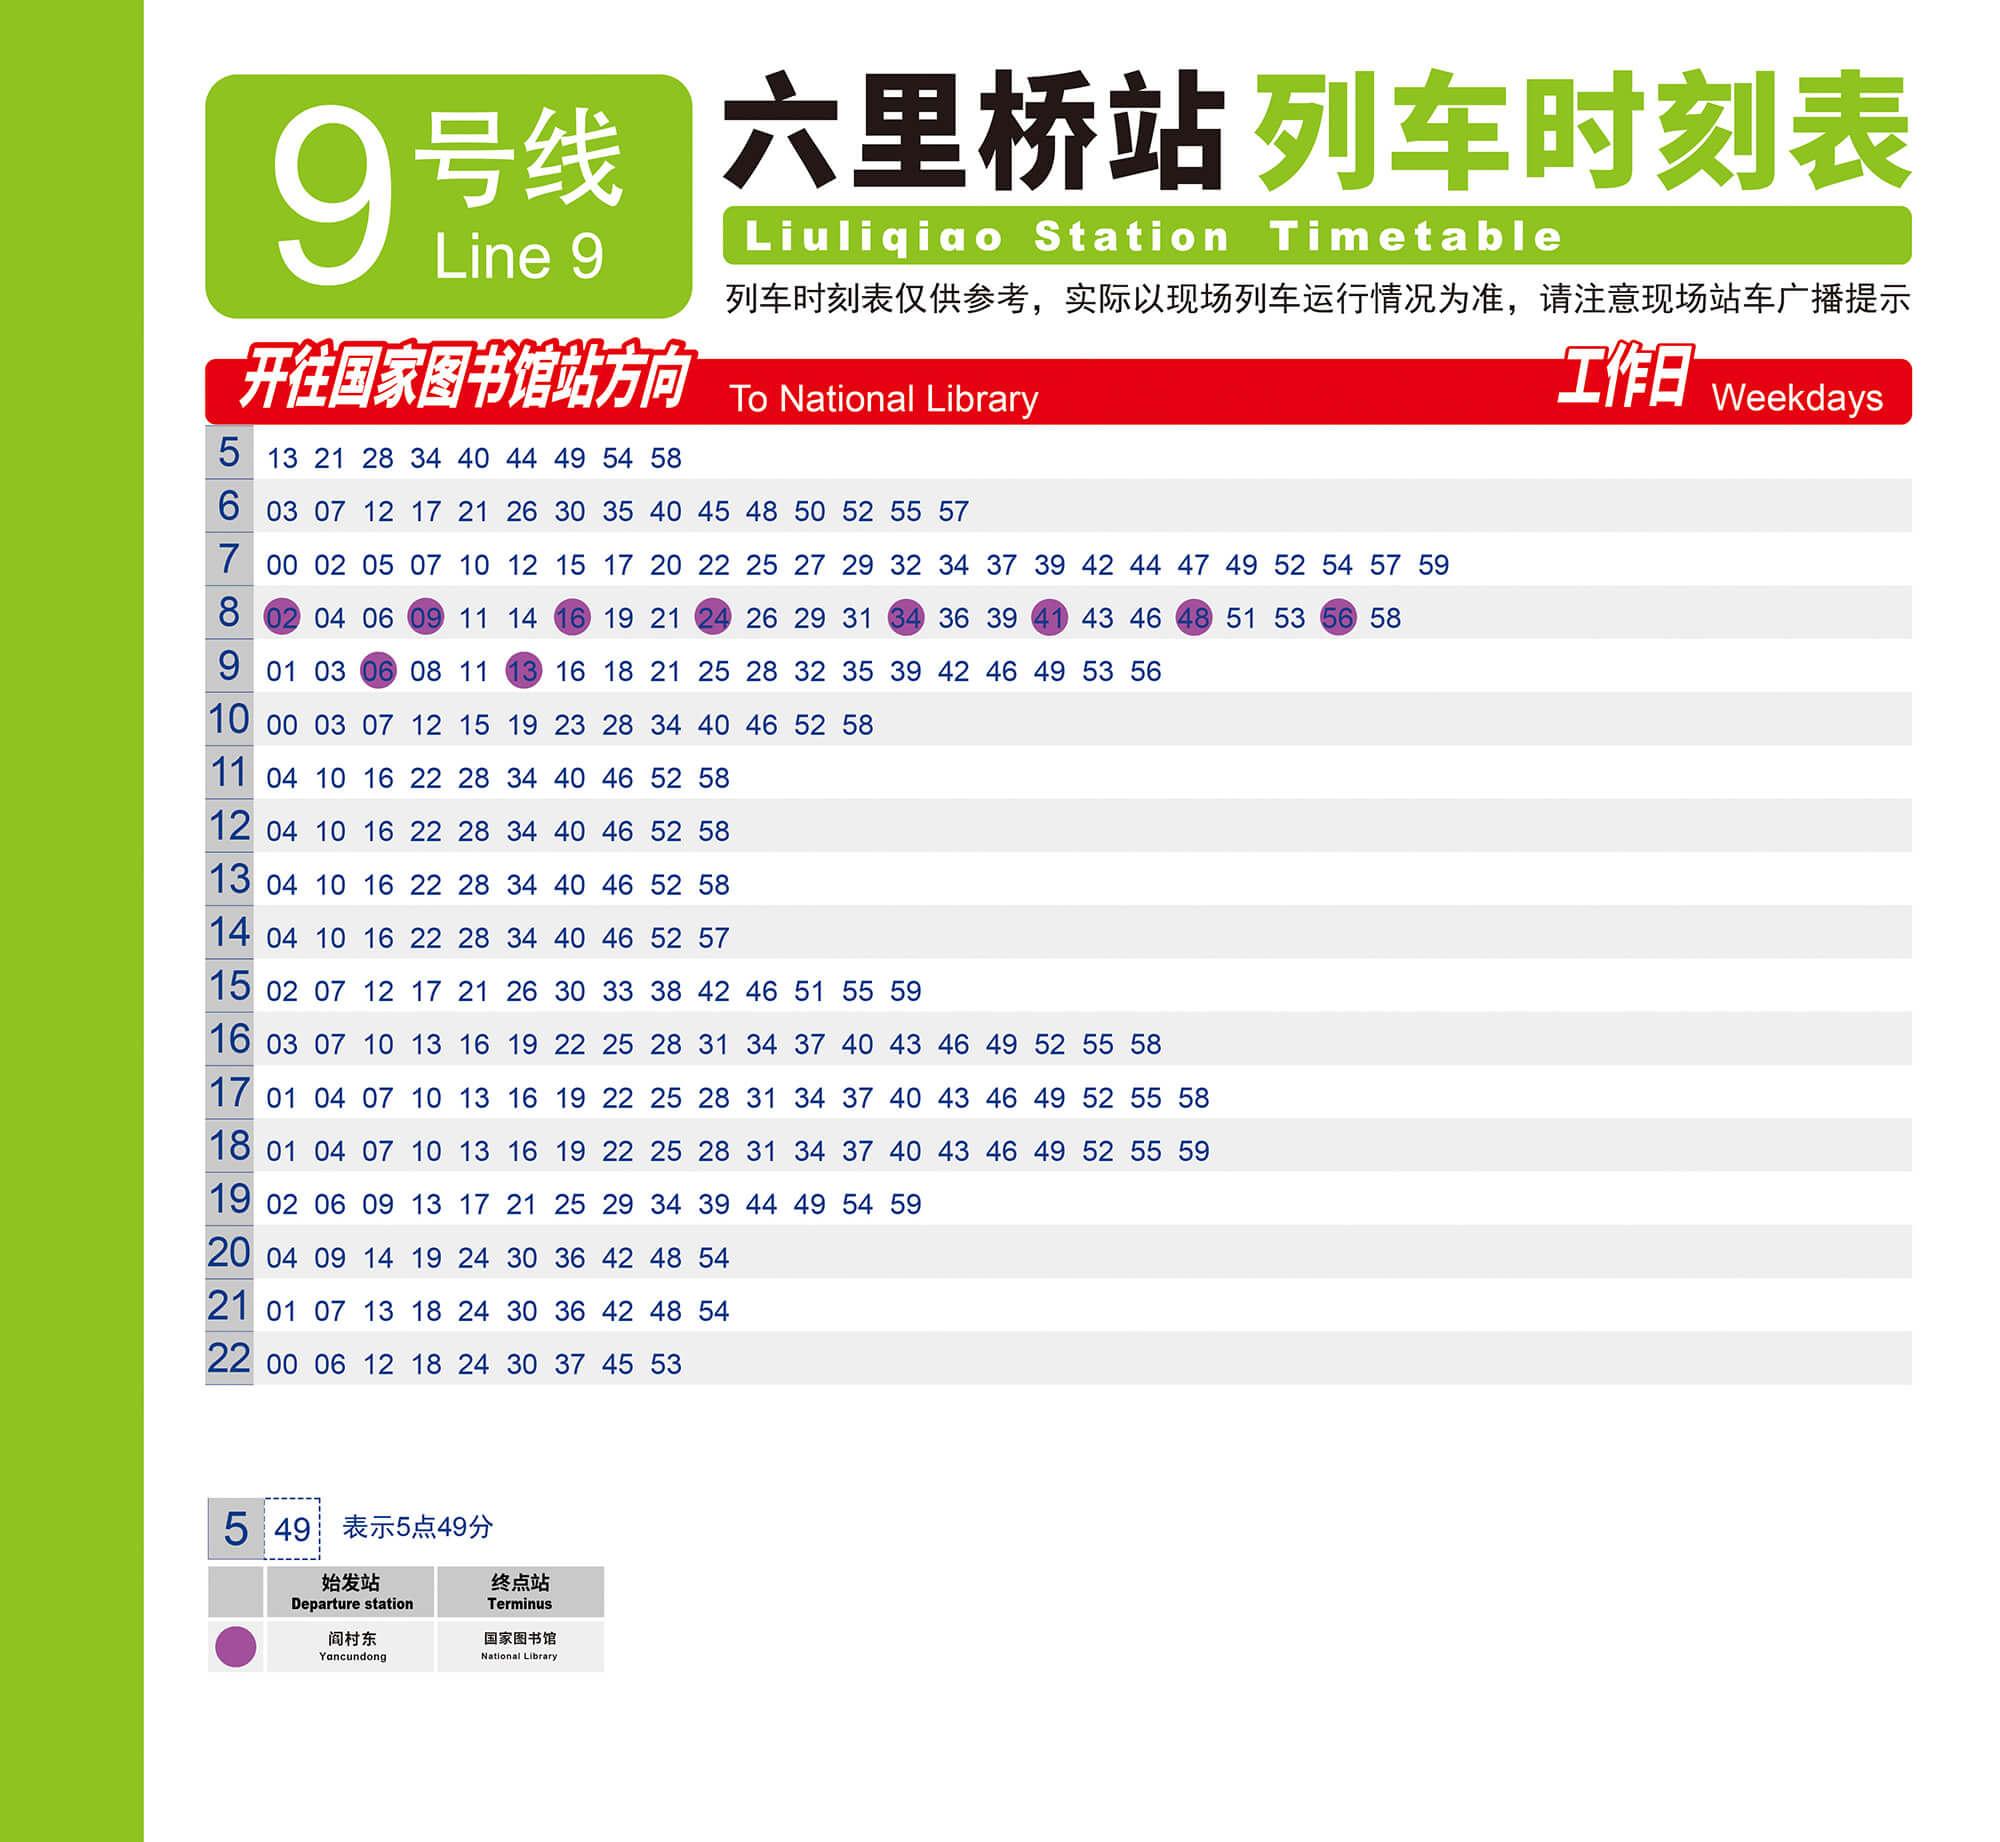 9号线
Line 9
六里桥站 列车时刻表
Liuliqiao Station Timetable
列车时刻表仅供参考，实际以现场列车运行情况为准，请注意现场站车广播提示
开往国家图书馆站方向 To National Library 工作日 Weekdays
5 13 21 28 34 40 44 49 54 58
6 03 07 12 17 21 26 30 35 40 45 48 50 52 55 57
7 00 02 05 07 10 12 15 17 20 22 25 27 29 32 34 37 39 42 44 47 49 52 54 57 59
8 02 04 06 09 11 14 16 19 21 24 26 29 31 34 36 39 41 43 46 48 51 53 56 58
9 01 03 06 08 11 13 16 18 21 25 28 32 35 39 42 46 49 53 56
10 00 03 07 12 15 19 23 28 34 40 46 52 58
11 04 10 16 22 28 34 40 46 52 58
12 04 10 16 22 28 34 40 46 52 58
13 04 10 16 22 28 34 40 46 52 58
14 04 10 16 22 28 34 40 46 52 57
15 02 07 12 17 21 26 30 33 38 42 46 51 55 59
16 03 07 10 13 16 19 22 25 28 31 34 37 40 43 46 49 52 55 58
17 01 04 07 10 13 16 19 22 25 28 31 34 37 40 43 46 49 52 55 58
18 01 04 07 10 13 16 19 22 25 28 31 34 37 40 43 46 49 52 55 59
19 02 06 09 13 17 21 25 29 34 39 44 49 54 59
20 04 09 14 19 24 30 36 42 48 54
21 01 07 13 18 24 30 36 42 48 54
22 00 06 12 18 24 30 37 45 53
5 49 表示5点49分
始发站 终点站
Departure station Terminus
阎村东 国家图书馆
Yancundong National Library